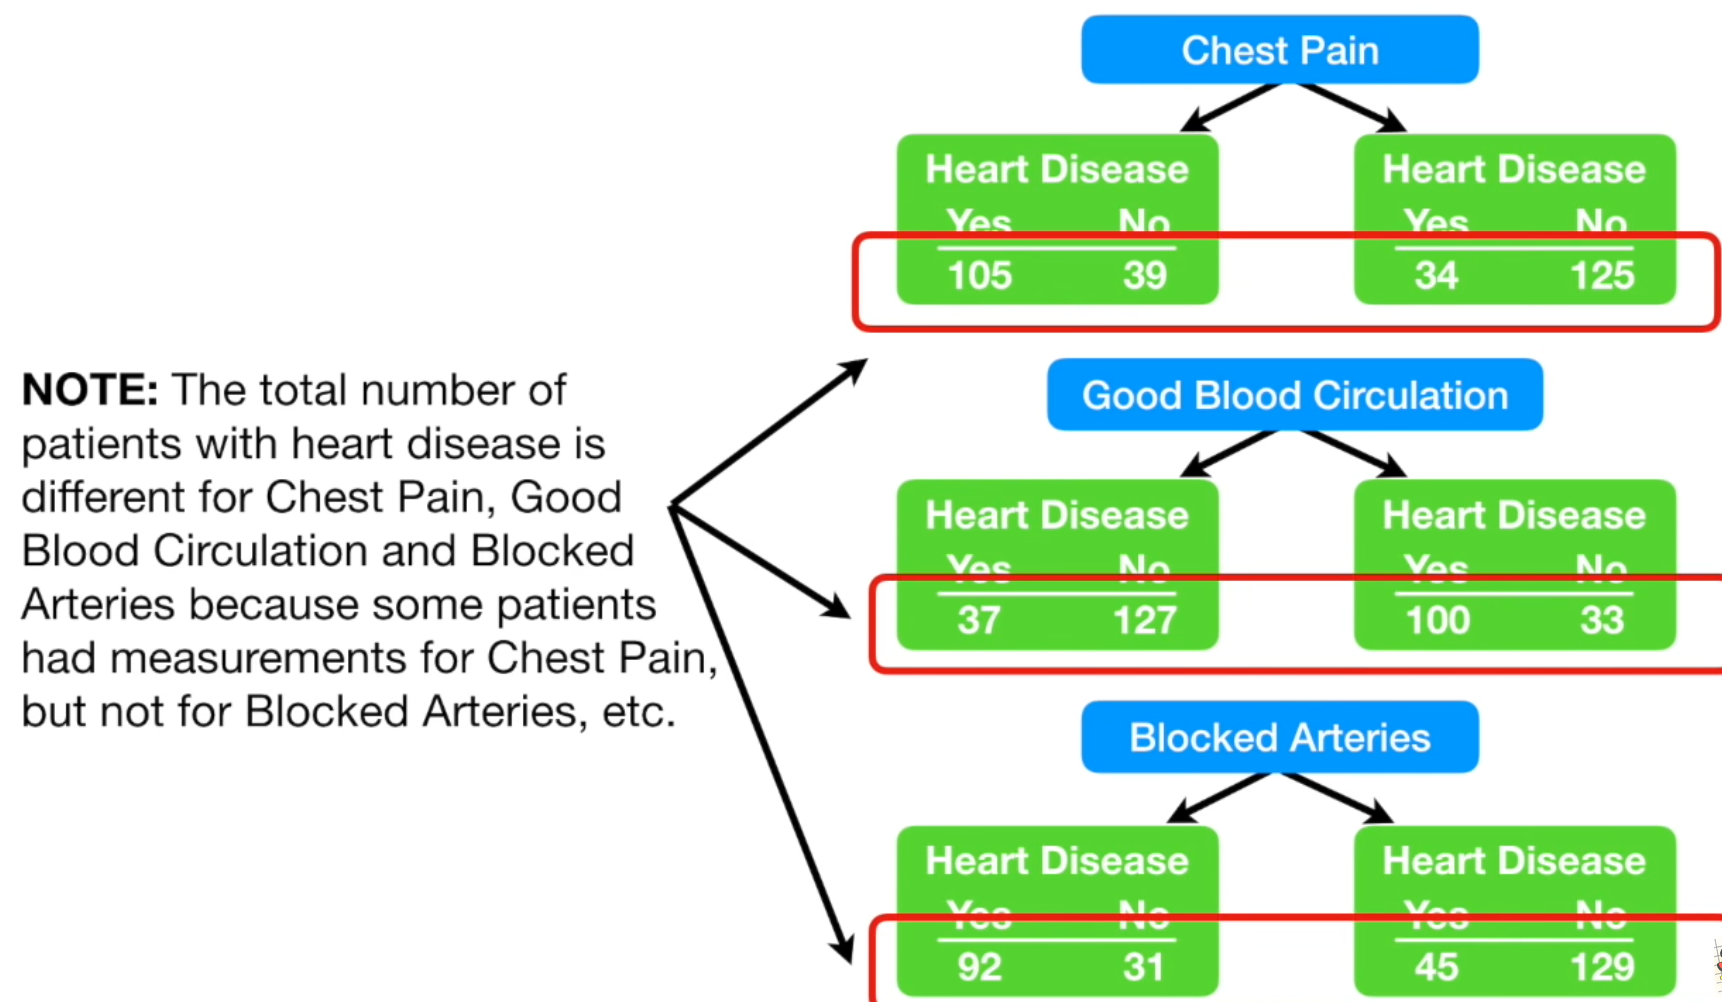 Chest Pain
Heart Disease Heart Disease
Yes No Yes No
105 39 34 125
NOTE: The total number of
patients with heart disease is
different for Chest Pain, Good
Blood Circulation and Blocked
Arteries because some patients
had measurements for Chest Pain,
but not for Blocked Arteries, etc.
Good Blood Circulation
Heart Disease Heart Disease
Yes No Yes No
37 127 100 33
Blocked Arteries
Heart Disease Heart Disease
Yes No Yes No
92 31 45 129